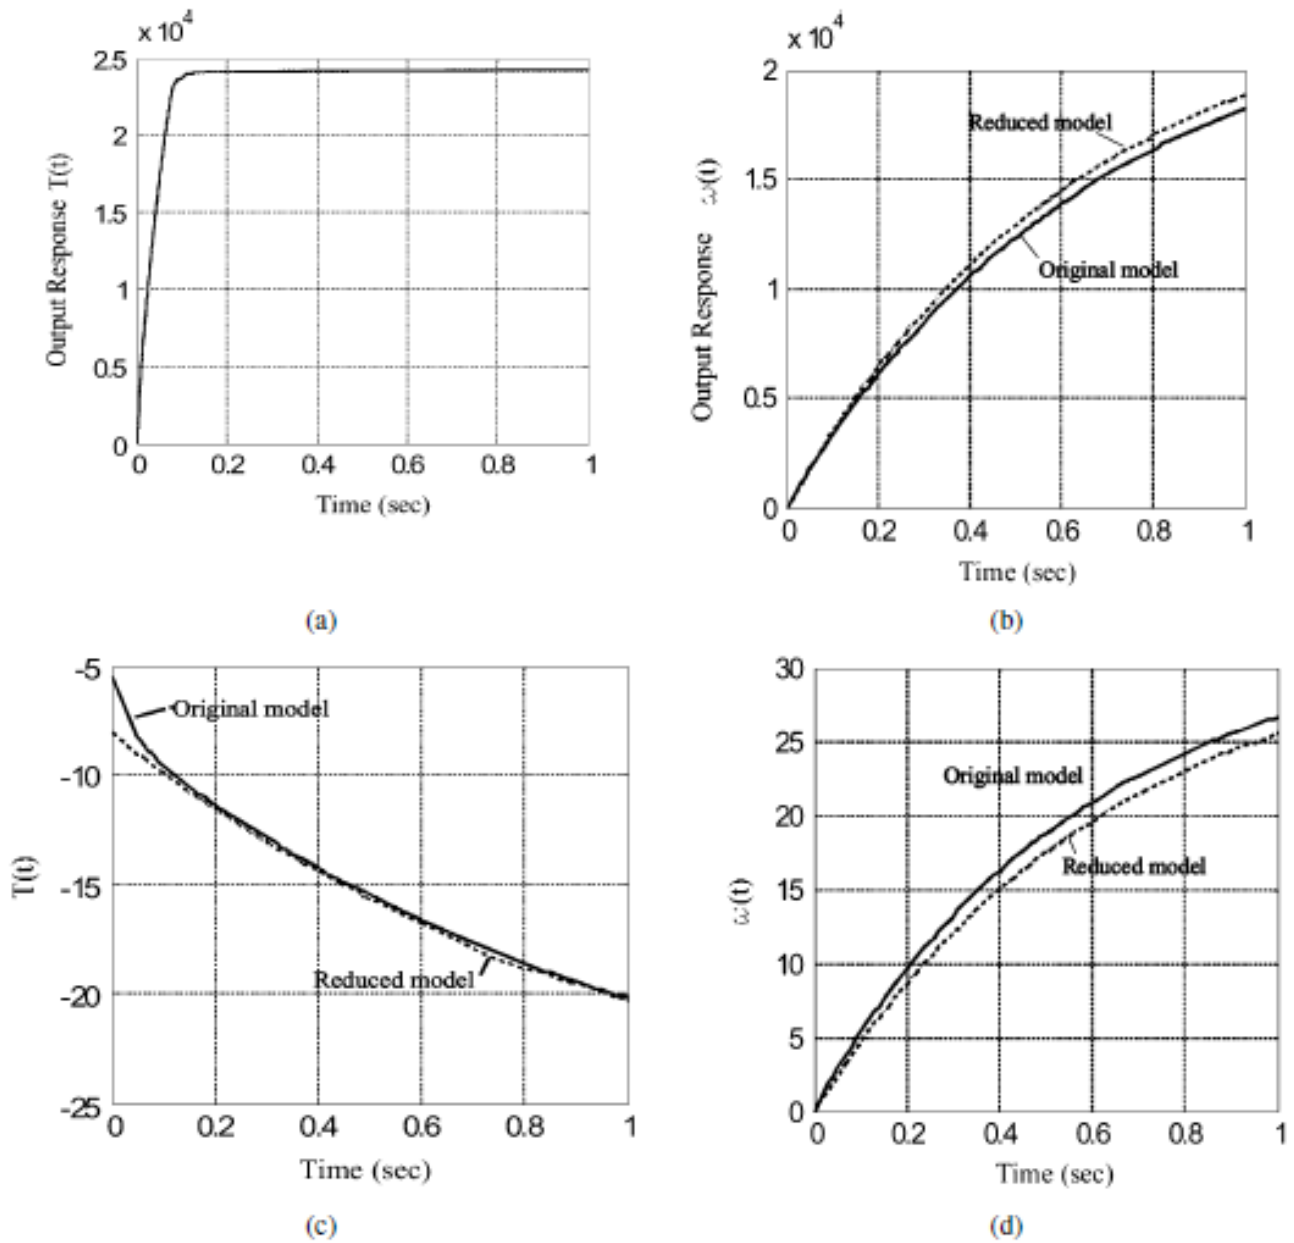 x 10⁴
2.5
2
1.5
1
0.5
0
0 0.2 0.4 0.6 0.8 1
Output Response T(t)
Time (sec)
(a)
x 10⁴
2
1.5
1
0.5
0
0 0.2 0.4 0.6 0.8 1
Output Response ω(t)
Reduced model
Original model
Time (sec)
(b)
-5
-10
-15
-20
-25
0 0.2 0.4 0.6 0.8 1
T(t)
Original model
Reduced model
Time (sec)
(c)
30
25
20
15
10
5
0
0 0.2 0.4 0.6 0.8 1
ω(t)
Original model
Reduced model
Time (sec)
(d)